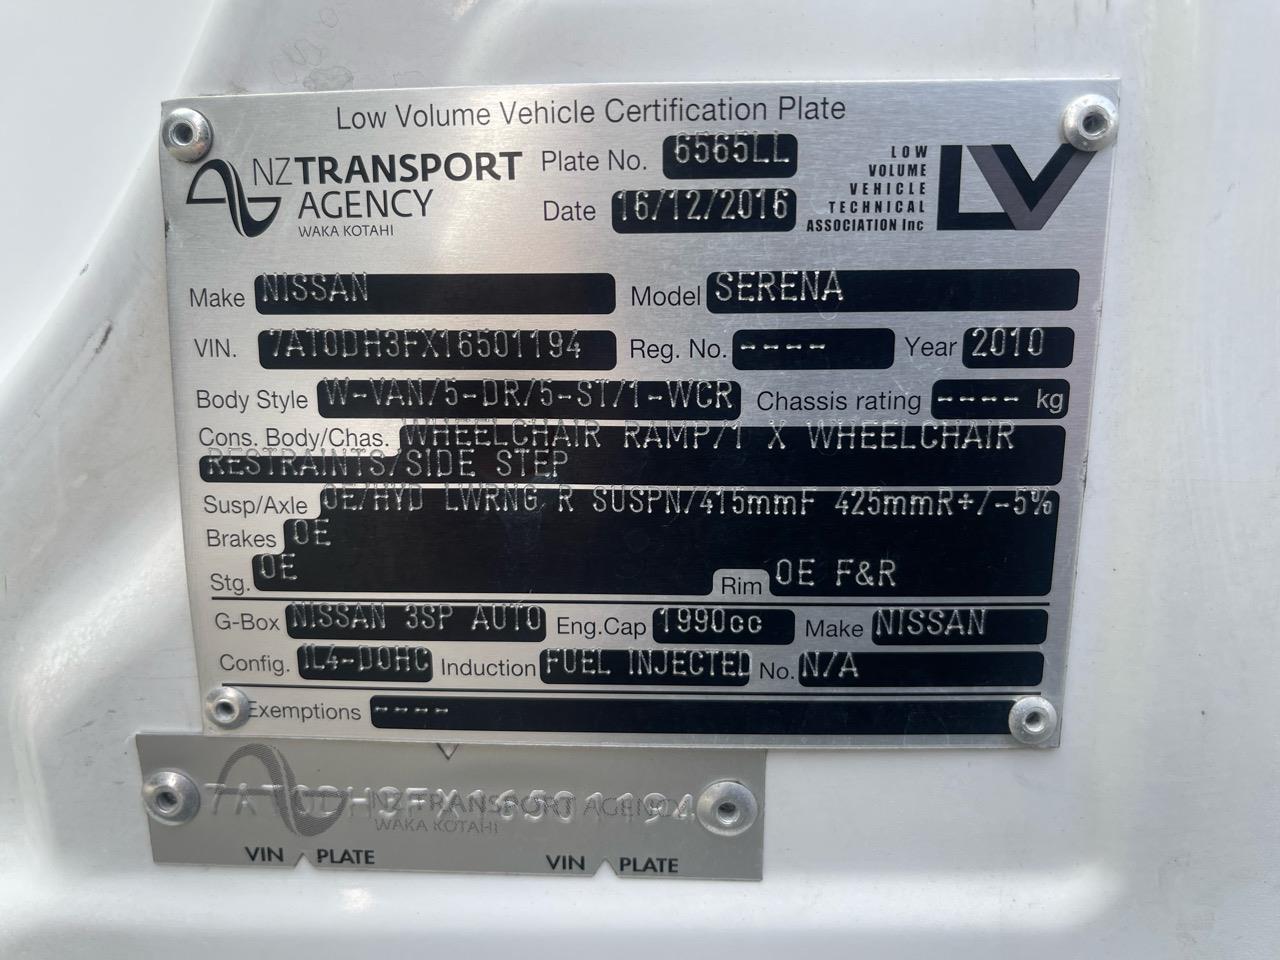 Low Volume Vehicle Certification Plate
NZTRANSPORT
AGENCY
WAKA KOTAHI
Plate No. 6565LL
Date 16/12/2016
LOW
VOLUME
VEHICLE
TECHNICAL
ASSOCIATION Inc
LV
Make NISSAN Model SERENA
VIN. 7AT0DH3FX16501194 Reg. No. ---- Year 2010
Body Style W-VAN/5-DR/5-ST/1-WCR Chassis rating ---- kg
Cons. Body/Chas. WHEELCHAIR RAMP/1 X WHEELCHAIR
RESTRAINTS/SIDE STEP
Susp/Axle OE/HYD LWRNG R SUSPN/415mmF 425mmR+/-5%
Brakes OE
Stg. OE Rim OE F&R
G-Box NISSAN 3SP AUTO Eng.Cap 1990cc Make NISSAN
Config. IL4-DOHC Induction FUEL INJECTED No. N/A
Exemptions ----
7AT0DH3FX16501194
NZ TRANSPORT AGENCY
WAKA KOTAHI
VIN PLATE VIN PLATE